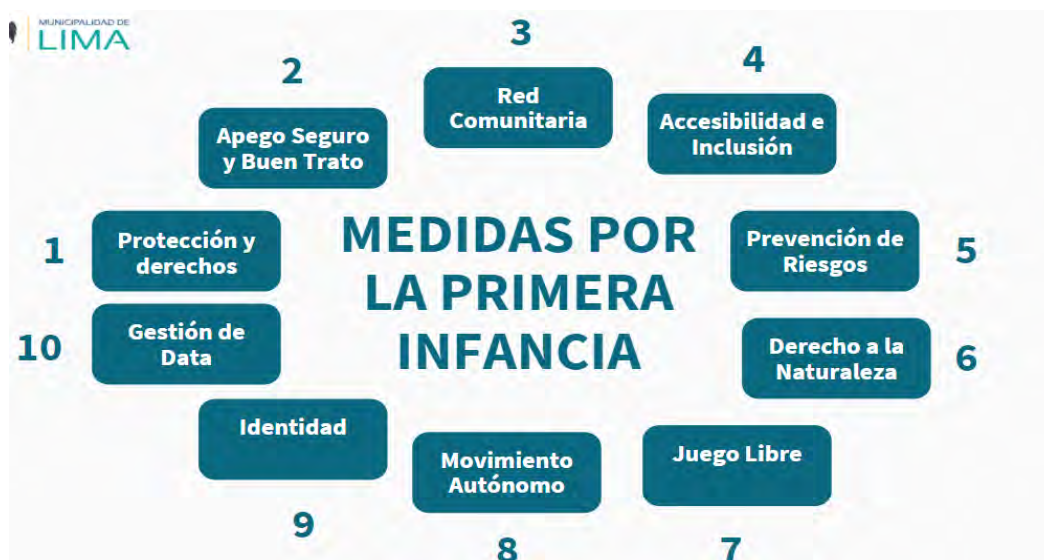 MUNICIPALIDAD DE
LIMA
MEDIDAS POR
LA PRIMERA
INFANCIA
1
Protección y
derechos
2
Apego Seguro
y Buen Trato
3
Red
Comunitaria
4
Accesibilidad e
Inclusión
5
Prevención de
Riesgos
6
Derecho a la
Naturaleza
7
Juego Libre
8
Movimiento
Autónomo
9
Identidad
10
Gestión de
Data